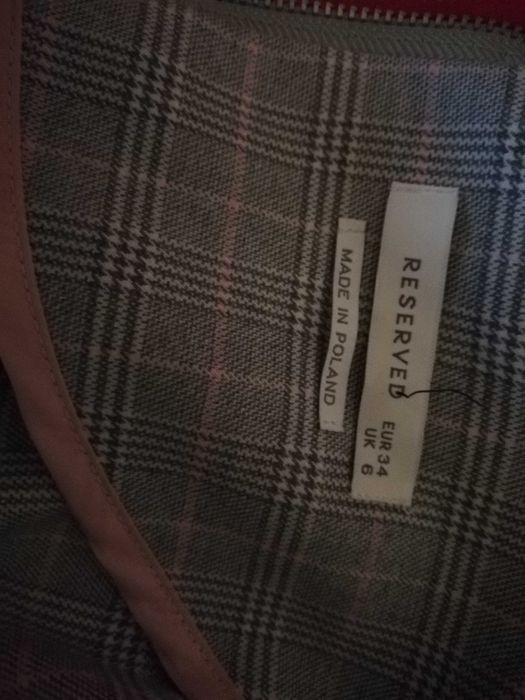 RESERVED
EUR 34
UK 6
MADE IN POLAND